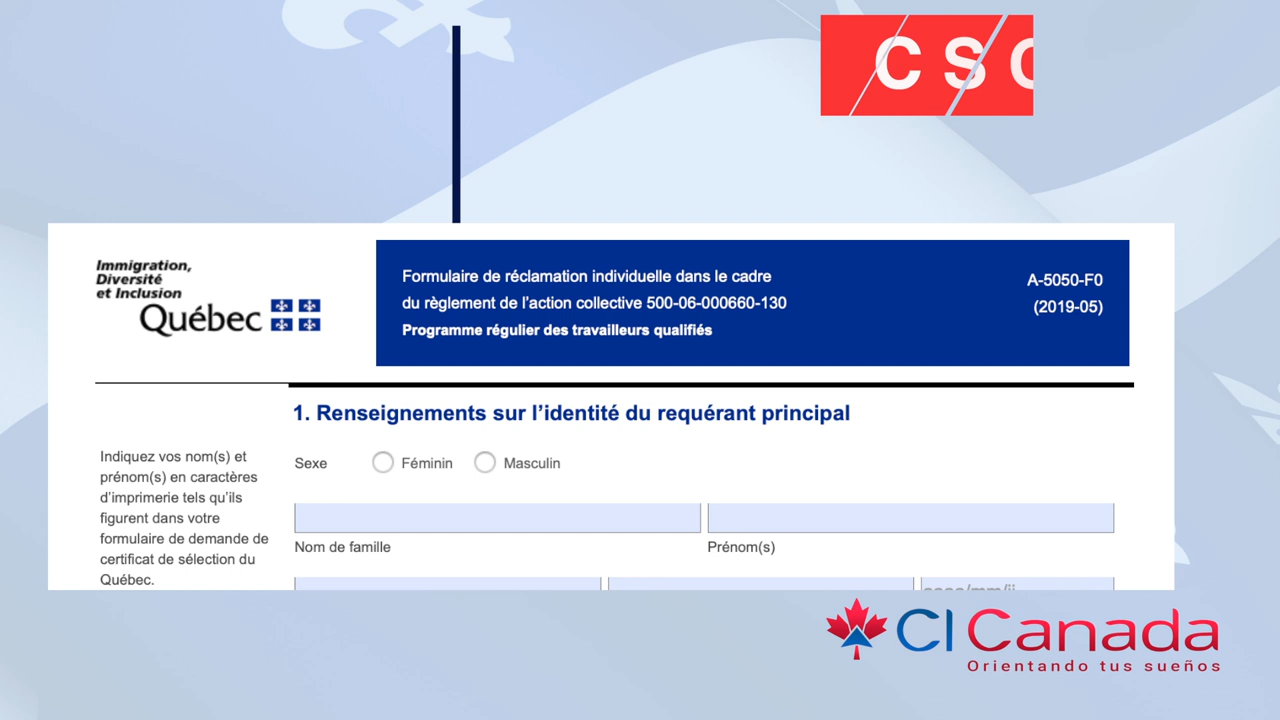 CSC
Immigration,
Diversité
et Inclusion
Québec
Formulaire de réclamation individuelle dans le cadre
du règlement de l'action collective 500-06-000660-130
Programme régulier des travailleurs qualifiés
A-5050-F0
(2019-05)
1. Renseignements sur l'identité du requérant principal
Indiquez vos nom(s) et
prénom(s) en caractères
d'imprimerie tels qu'ils
figurent dans votre
formulaire de demande de
certificat de sélection du
Québec.
Sexe Féminin Masculin
Nom de famille Prénom(s)
CI Canada
Orientando tus sueños